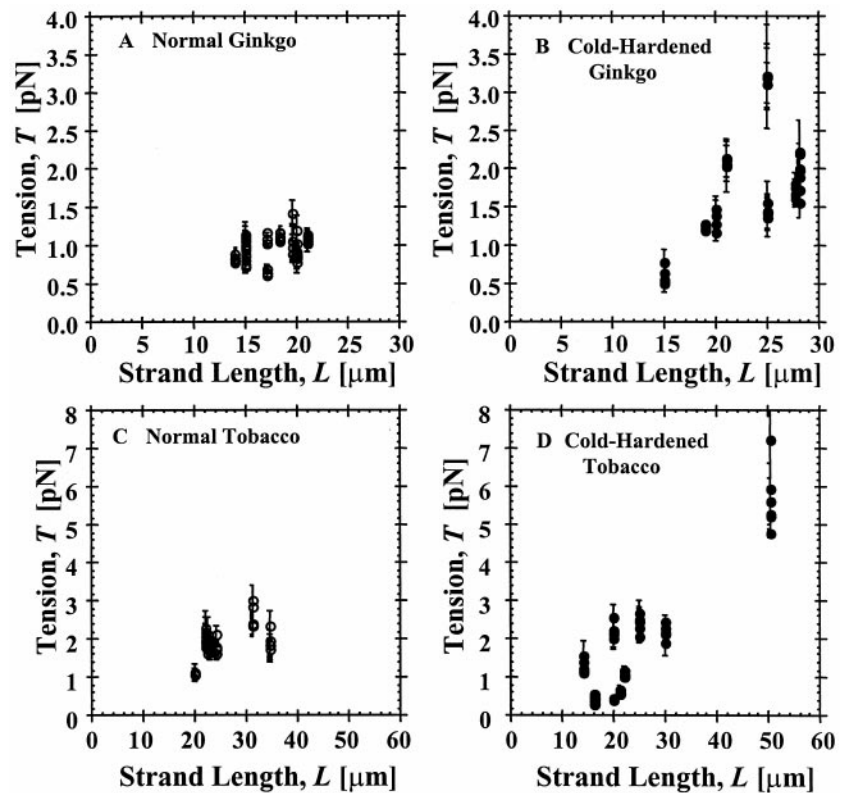 A Normal Ginkgo
Tension, T [pN]
4.0
3.5
3.0
2.5
2.0
1.5
1.0
0.5
0.0
0 5 10 15 20 25 30
Strand Length, L [μm]
B Cold-Hardened
Ginkgo
Tension, T [pN]
4.0
3.5
3.0
2.5
2.0
1.5
1.0
0.5
0.0
0 5 10 15 20 25 30
Strand Length, L [μm]
C Normal Tobacco
Tension, T [pN]
8
7
6
5
4
3
2
1
0
0 10 20 30 40 50 60
Strand Length, L [μm]
D Cold-Hardened
Tobacco
Tension, T [pN]
8
7
6
5
4
3
2
1
0
0 10 20 30 40 50 60
Strand Length, L [μm]